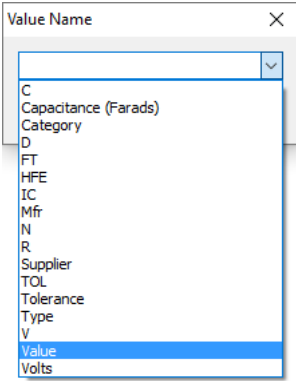 Value Name
C
Capacitance (Farads)
Category
D
FT
HFE
IC
Mfr
N
R
Supplier
TOL
Tolerance
Type
V
Value
Volts